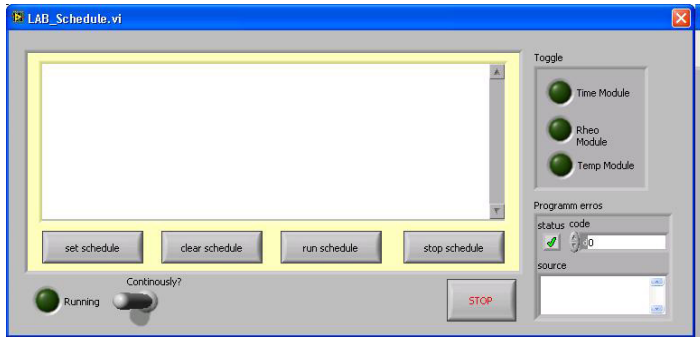 LAB_Schedule.vi
Toggle
Time Module
Rheo
Module
Temp Module
set schedule
clear schedule
run schedule
stop schedule
Programm erros
status code
d0
source
Running
Continously?
STOP